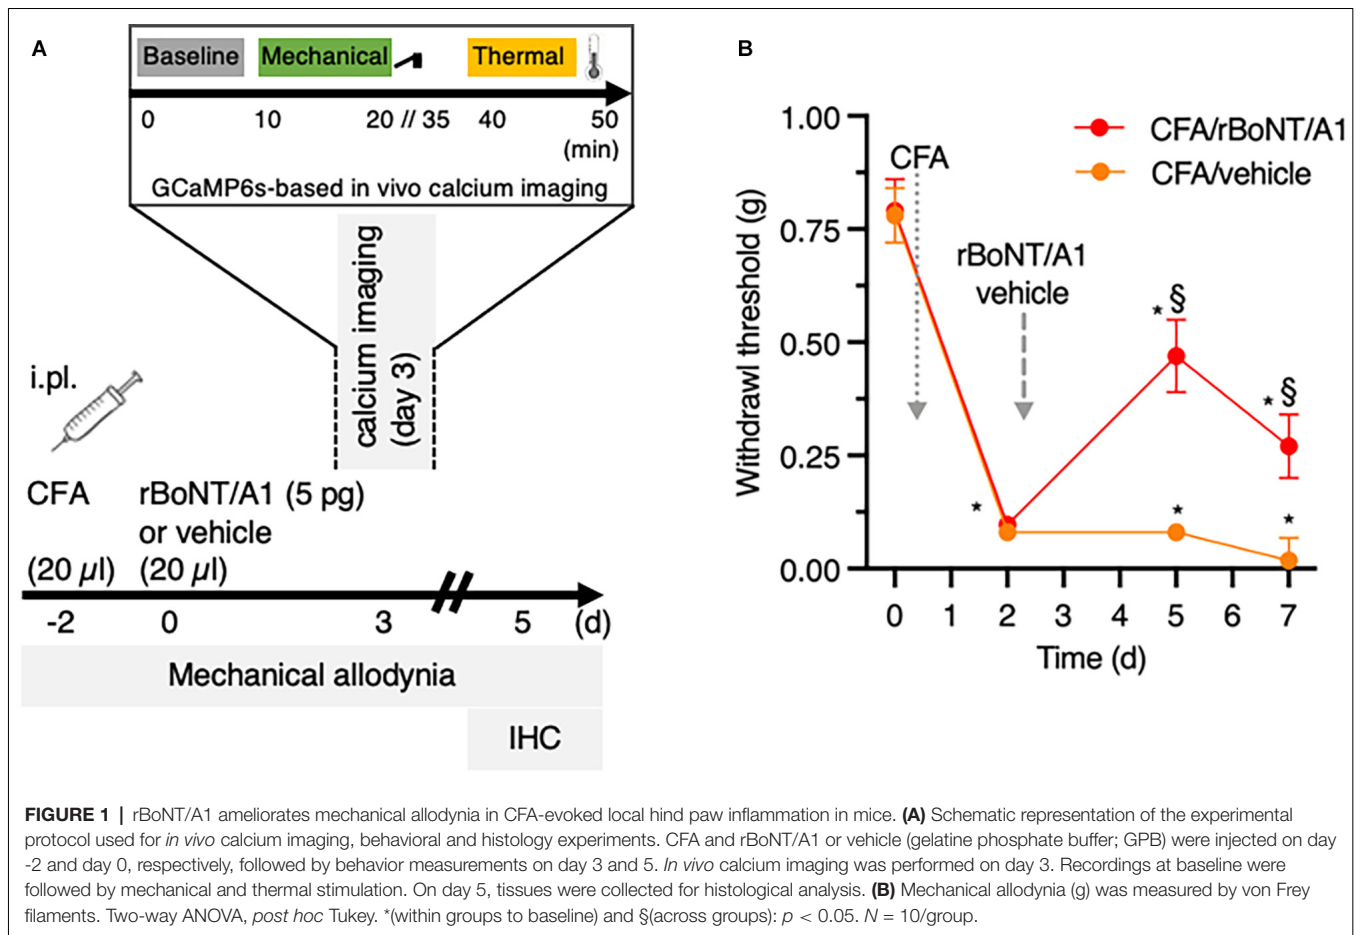 A
Baseline Mechanical Thermal
0 10 20 // 35 40 50
(min)
GCaMP6s-based in vivo calcium imaging
calcium imaging
(day 3)
i.pl.
CFA rBoNT/A1 (5 pg)
or vehicle
(20 µl) (20 µl)
-2 0 3 5 (d)
Mechanical allodynia
IHC
B
CFA/rBoNT/A1
CFA/vehicle
CFA
rBoNT/A1
vehicle
Withdrawl threshold (g)
1.00
0.75
0.50
0.25
0.00
* §
* §
*
*
*
0 1 2 3 4 5 6 7
Time (d)
FIGURE 1 | rBoNT/A1 ameliorates mechanical allodynia in CFA-evoked local hind paw inflammation in mice. (A) Schematic representation of the experimental
protocol used for in vivo calcium imaging, behavioral and histology experiments. CFA and rBoNT/A1 or vehicle (gelatine phosphate buffer; GPB) were injected on day
-2 and day 0, respectively, followed by behavior measurements on day 3 and 5. In vivo calcium imaging was performed on day 3. Recordings at baseline were
followed by mechanical and thermal stimulation. On day 5, tissues were collected for histological analysis. (B) Mechanical allodynia (g) was measured by von Frey
filaments. Two-way ANOVA, post hoc Tukey. *(within groups to baseline) and §(across groups): p < 0.05. N = 10/group.